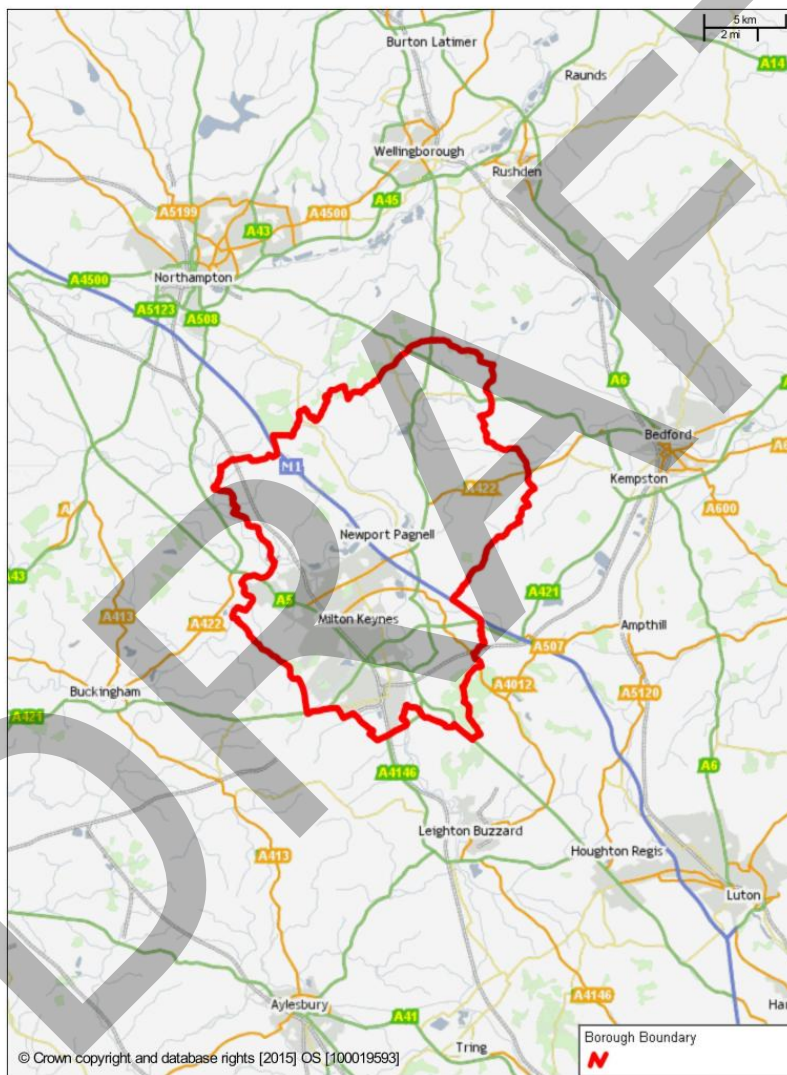 5 km
2 mi
Burton Latimer
A14
Raunds
Wellingborough
Rushden
A45
A5199
A4500
A43
Northampton
A4500
A5123
A508
A6
Bedford
M1
A422
Kempston
A600
Newport Pagnell
A43
A421
A5
A413
A422
Milton Keynes
Ampthill
A507
Buckingham
A4012
A5120
A421
A6
A4146
Leighton Buzzard
A413
Houghton Regis
Luton
Aylesbury
A4146
A41
Tring
Borough Boundary
© Crown copyright and database rights [2015] OS [100019593]
DRAFT